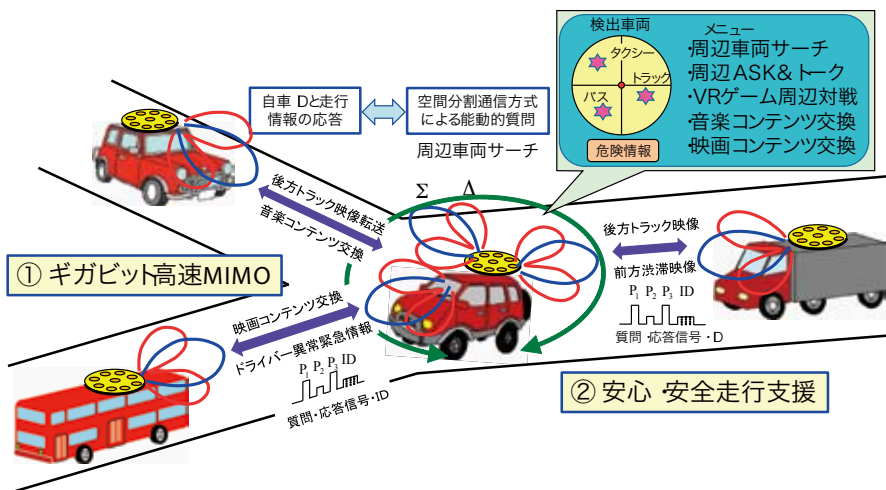 検出車両
タクシー
トラック
バス
危険情報
メニュー
・周辺車両サーチ
・周辺ASK&トーク
・VRゲーム周辺対戦
・音楽コンテンツ交換
・映画コンテンツ交換
自車 Dと走行
情報の応答
空間分割通信方式
による能動的質問
周辺車両サーチ
Σ Δ
後方トラック映像転送
音楽コンテンツ交換
後方トラック映像
前方渋滞映像
P1 P2 P3 ID
質問・応答信号・D
① ギガビット高速MIMO
映画コンテンツ交換
ドライバー異常緊急情報
P1 P2 P3 ID
質問・応答信号・ID
② 安心・安全走行支援